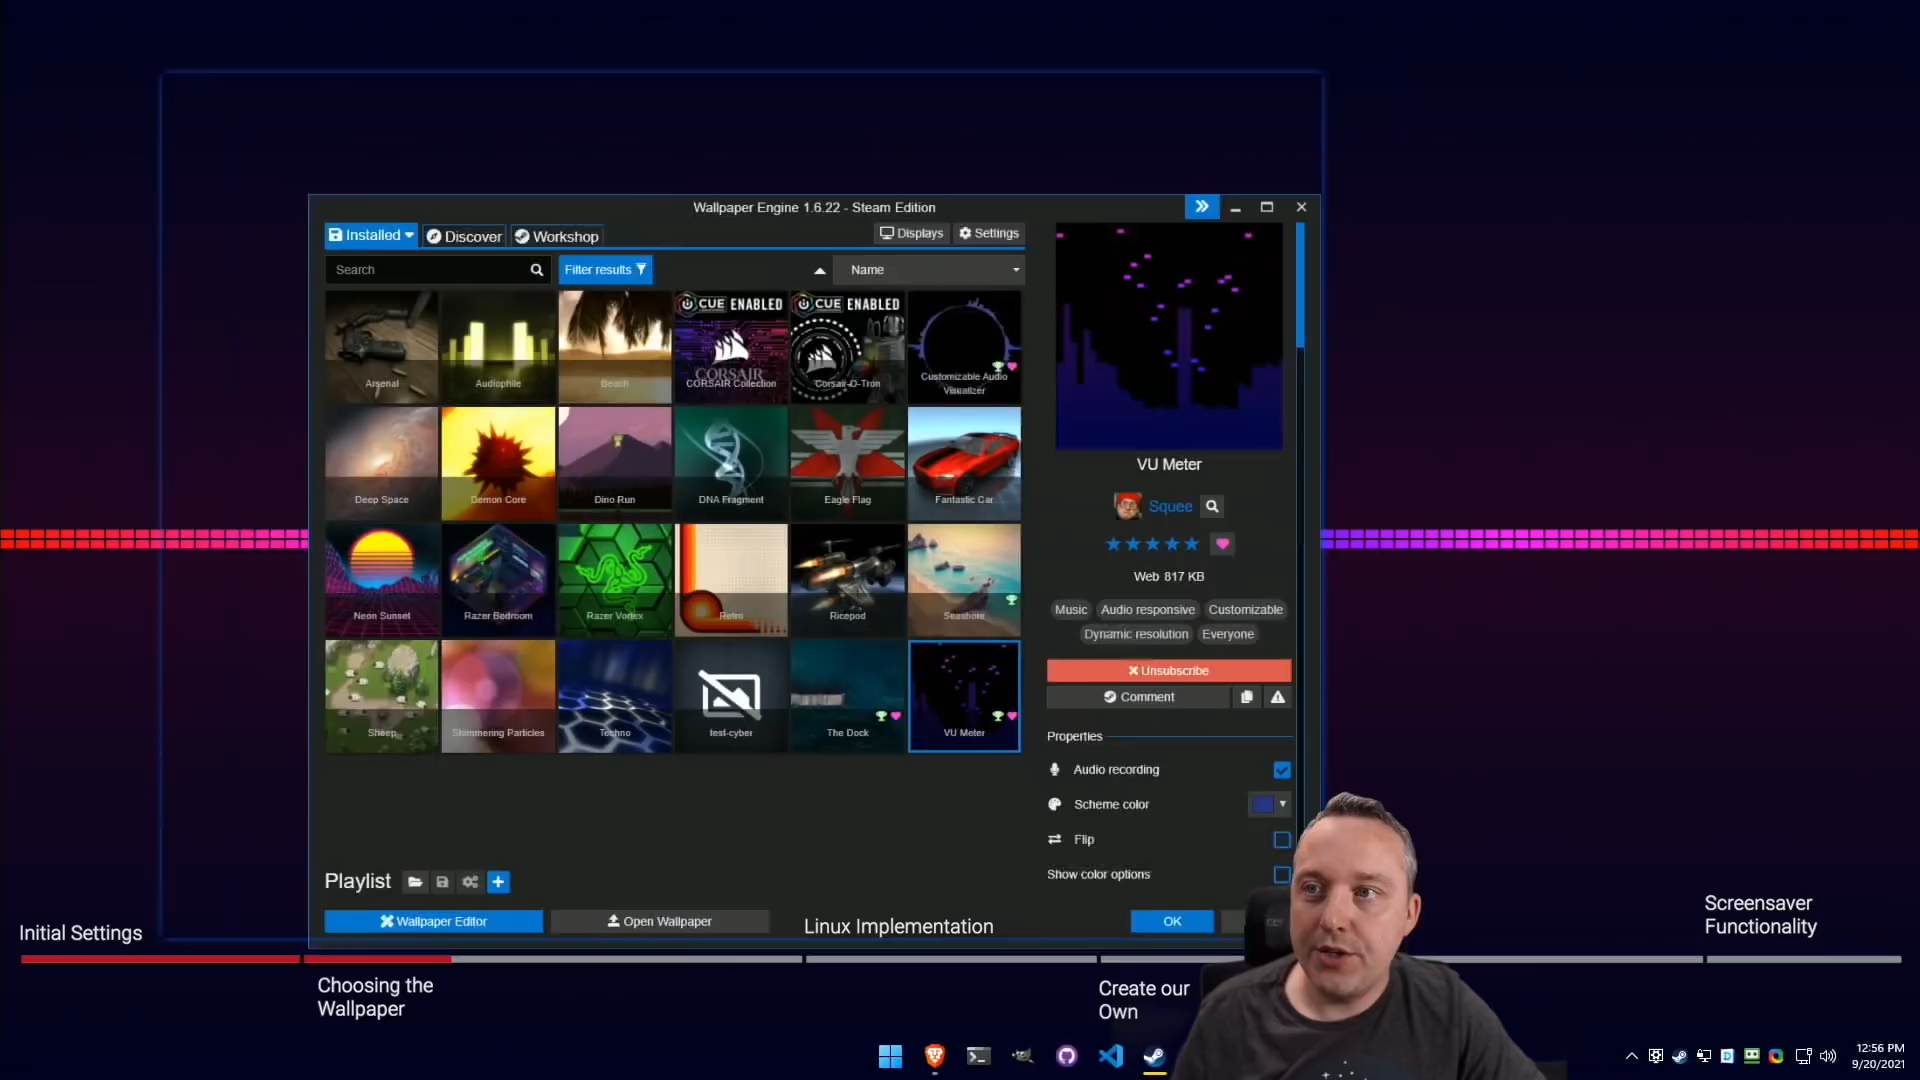 Wallpaper Engine 1.6.22 - Steam Edition
Installed
Discover
Workshop
Displays
Settings
Search
Filter results
Name
CUE ENABLED
CORSAIR
CUE ENABLED
Arsenal
Audiophile
Beach
CORSAIR Collection
Corsair-O-Tron
Customizable Audio
Visualizer
Deep Space
Demon Core
Dino Run
DNA Fragment
Eagle Flag
Fantastic Car
Neon Sunset
Razer Bedroom
Razer Vortex
Retro
Ricepod
Seashore
Sheep
Shimmering Particles
Techno
test-cyber
The Dock
VU Meter
VU Meter
Squee
Web 817 KB
Music
Audio responsive
Customizable
Dynamic resolution
Everyone
Unsubscribe
Comment
Properties
Audio recording
Scheme color
Flip
Show color options
Playlist
Wallpaper Editor
Open Wallpaper
OK
Initial Settings
Choosing the
Wallpaper
Linux Implementation
Create our
Own
Screensaver
Functionality
12:56 PM
9/20/2021